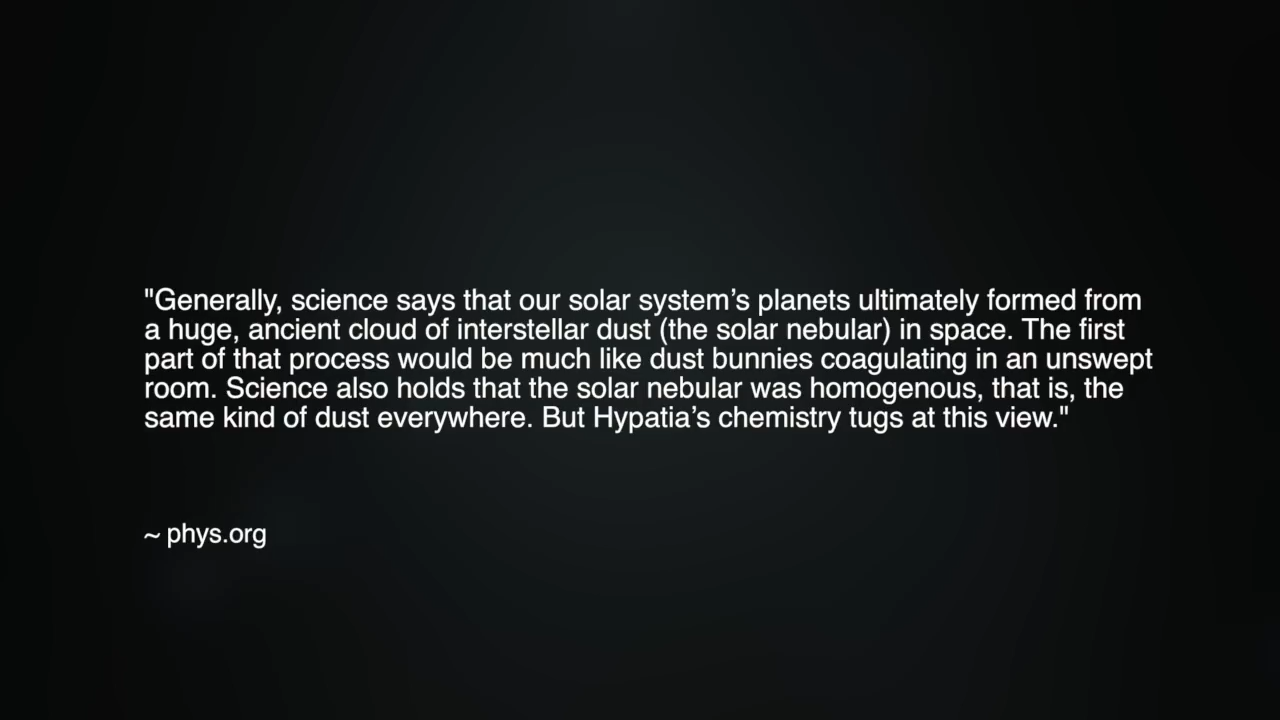 "Generally, science says that our solar system’s planets ultimately formed from
a huge, ancient cloud of interstellar dust (the solar nebular) in space. The first
part of that process would be much like dust bunnies coagulating in an unswept
room. Science also holds that the solar nebular was homogenous, that is, the
same kind of dust everywhere. But Hypatia’s chemistry tugs at this view."
~ phys.org